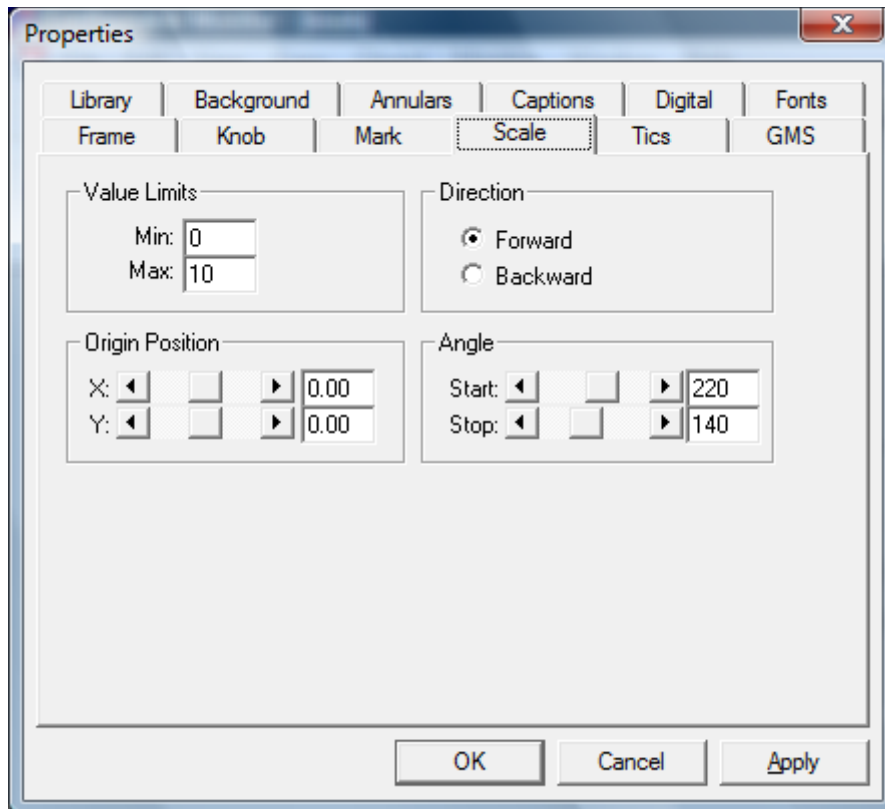 Properties
Library Background Annulars Captions Digital Fonts
Frame Knob Mark Scale Tics GMS
Value Limits
Min: 0
Max: 10
Direction
Forward
Backward
Origin Position
X: 0.00
Y: 0.00
Angle
Start: 220
Stop: 140
OK Cancel Apply